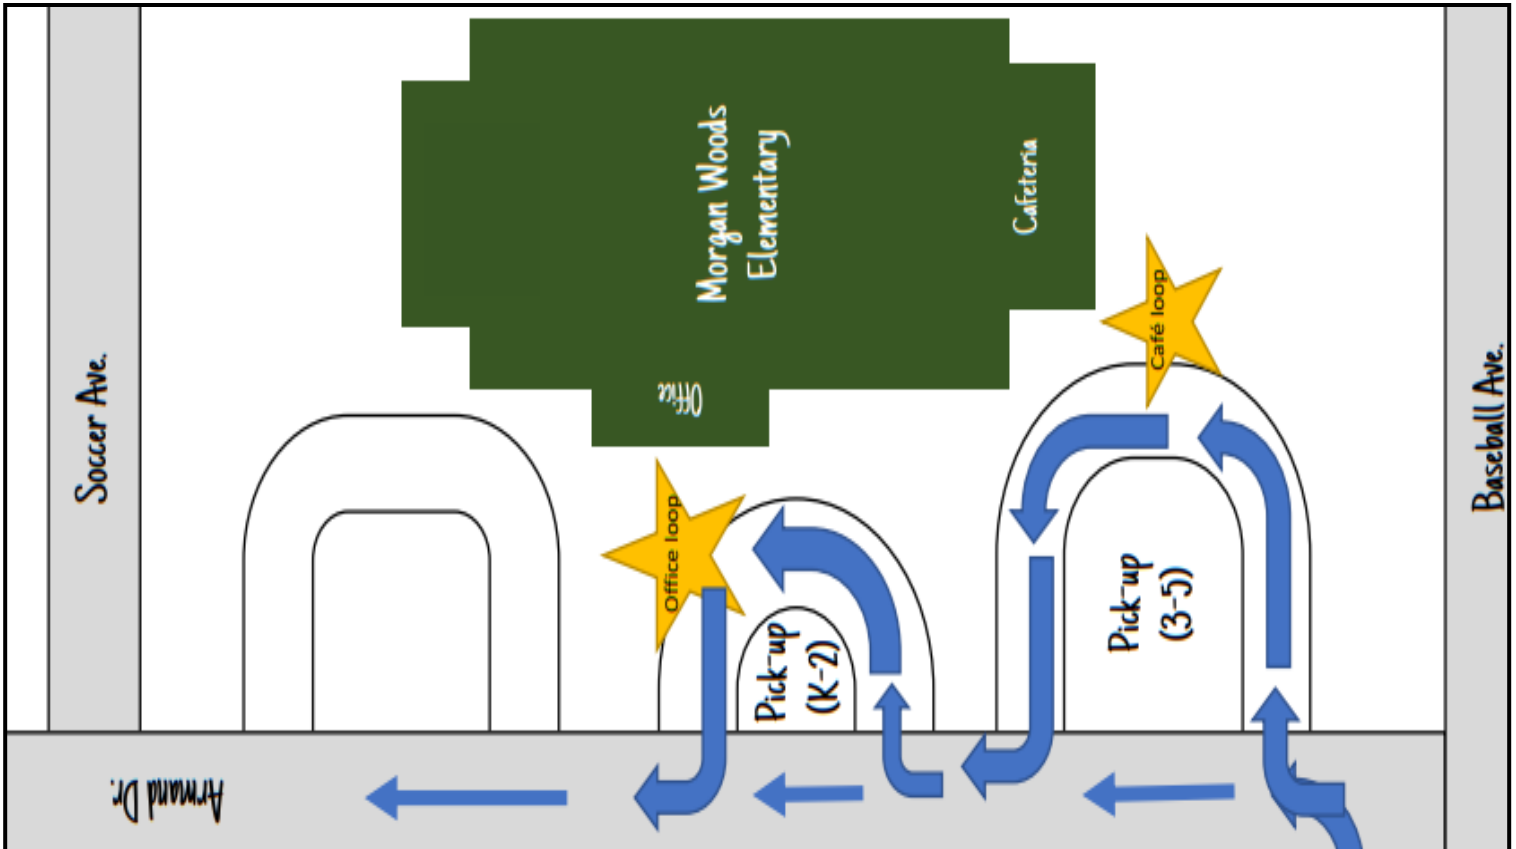 Morgan Woods
Elementary
Cafeteria
Office
Soccer Ave.
Baseball Ave.
Café loop
Office loop
Pick-up
(K-2)
Pick-up
(3-5)
Armand Dr.